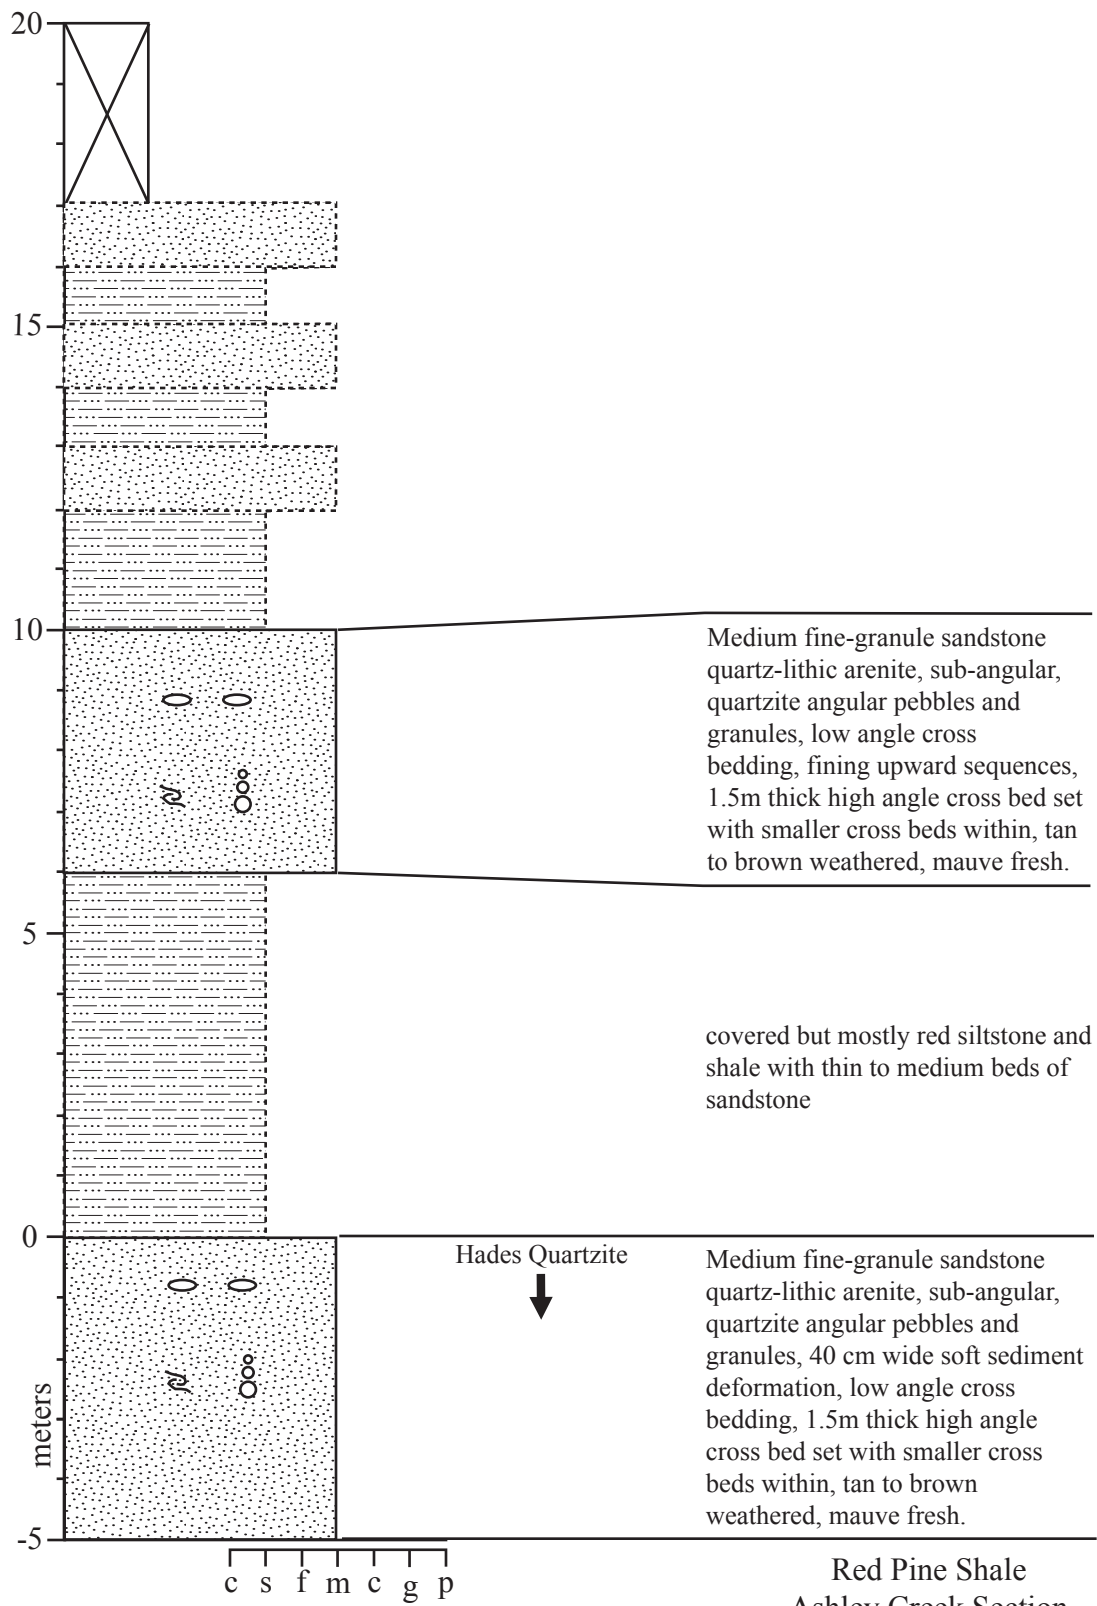 20
15
10
Medium fine-granule sandstone
quartz-lithic arenite, sub-angular,
quartzite angular pebbles and
granules, low angle cross
bedding, fining upward sequences,
1.5m thick high angle cross bed set
with smaller cross beds within, tan
to brown weathered, mauve fresh.
5
covered but mostly red siltstone and
shale with thin to medium beds of
sandstone
0
Hades Quartzite
Medium fine-granule sandstone
quartz-lithic arenite, sub-angular,
quartzite angular pebbles and
granules, 40 cm wide soft sediment
deformation, low angle cross
bedding, 1.5m thick high angle
cross bed set with smaller cross
beds within, tan to brown
weathered, mauve fresh.
meters
-5
c s f m c g p
Red Pine Shale
Ashley Creek Section